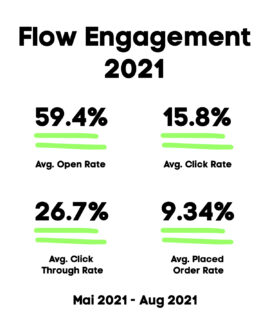 Flow Engagement
2021
59.4% 15.8%
Avg. Open Rate Avg. Click Rate
26.7% 9.34%
Avg. Click Avg. Placed
Through Rate Order Rate
Mai 2021 - Aug 2021